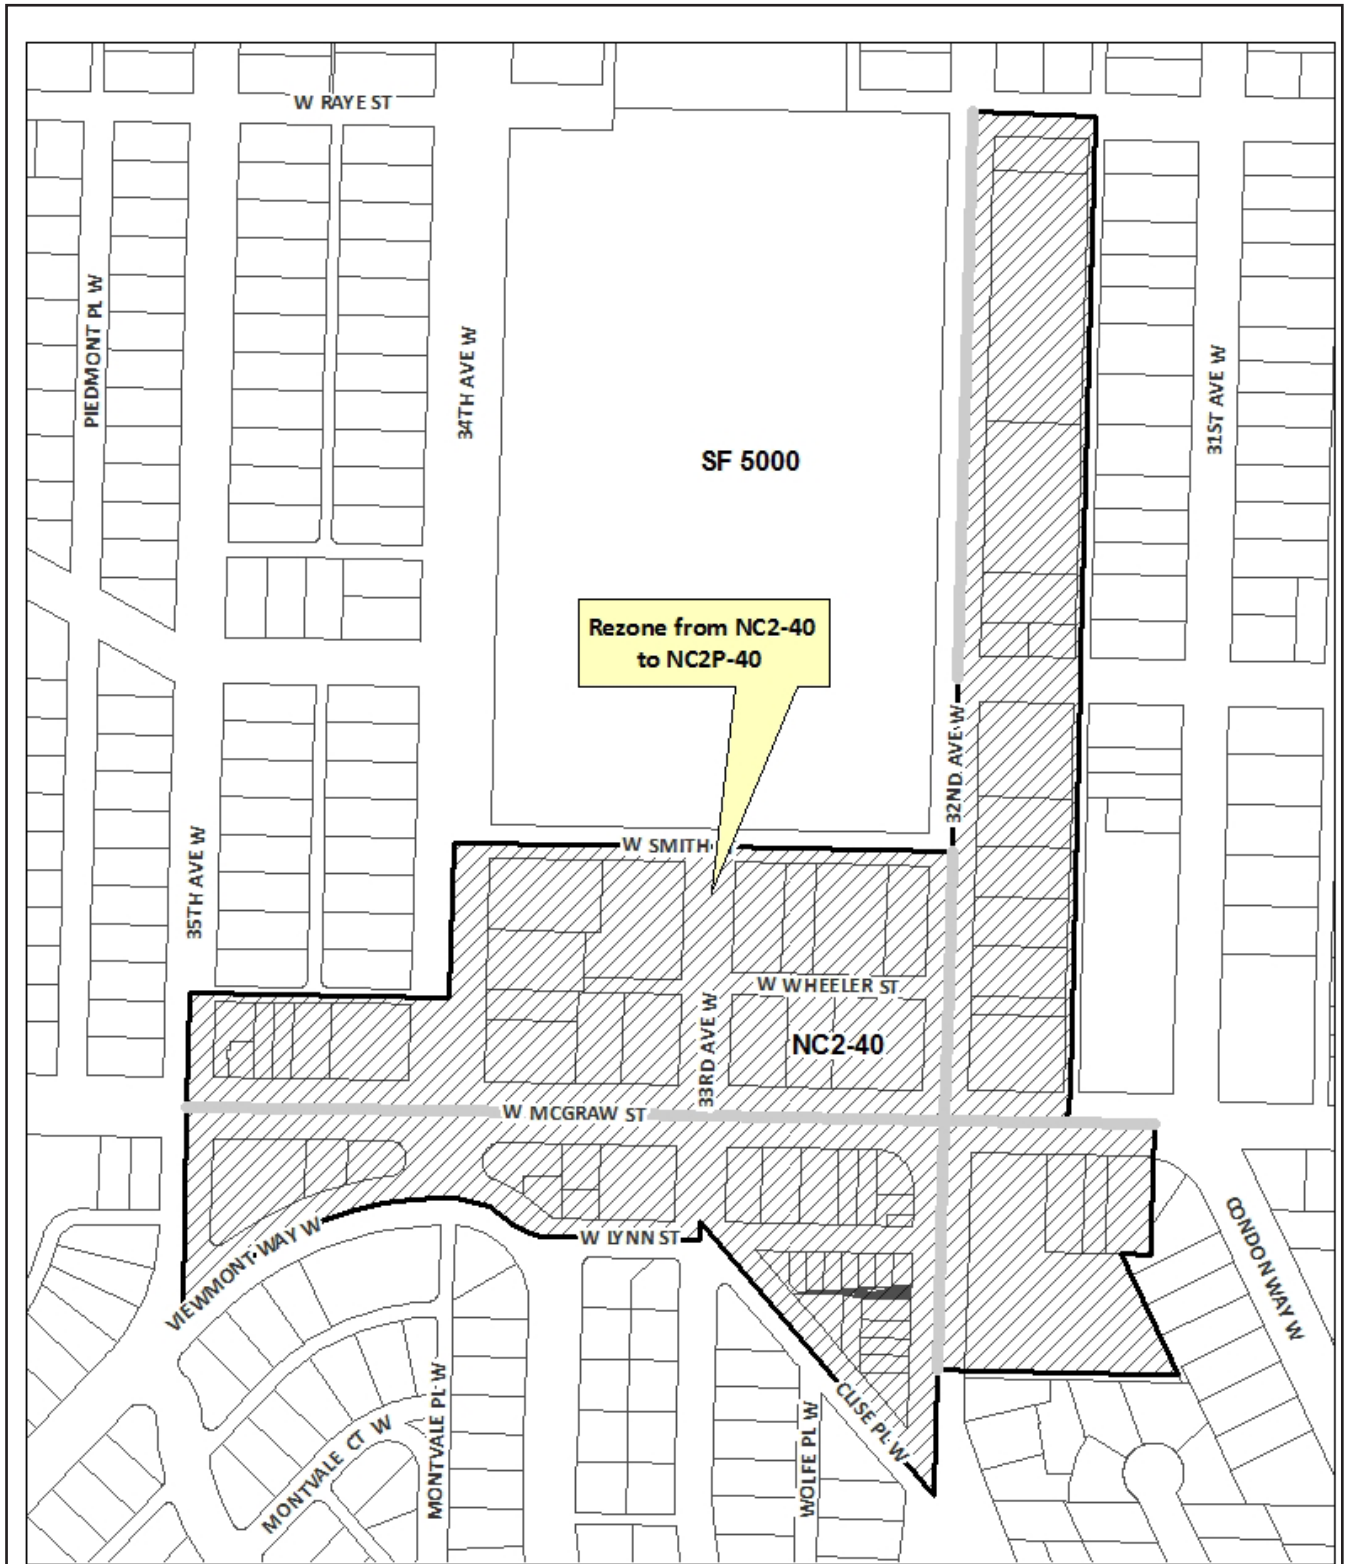 W RAYE ST
PIEDMONT PL W
34TH AVE W
31ST AVE W
SF 5000
Rezone from NC2-40
to NC2P-40
32ND AVE W
W SMITH
35TH AVE W
W WHEELER ST
33RD AVE W
NC2-40
W MCGRAW ST
VIEWMONT WAY W
W LYNN ST
CONDON WAY W
MONTVALE PL W
CLISE PL W
MONTVALE CT W
WOLFE PL W